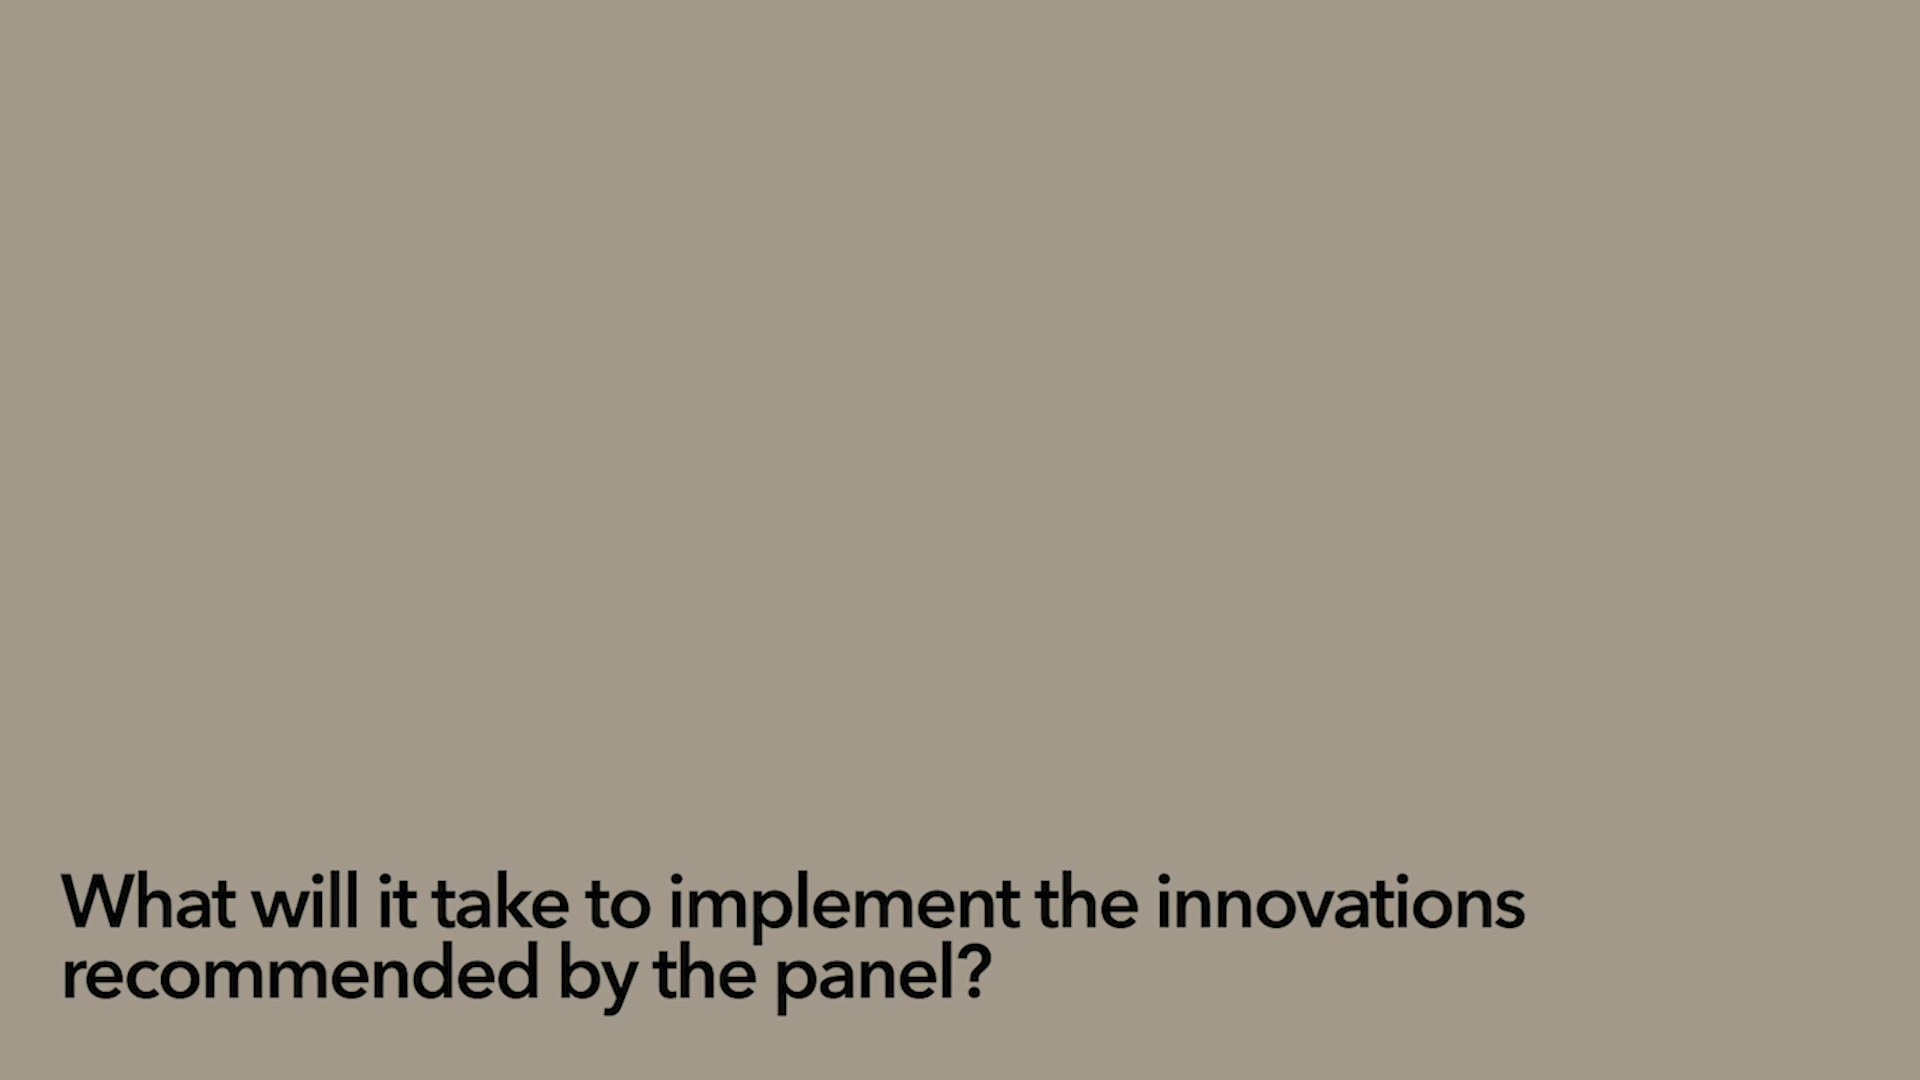 What will it take to implement the innovations
recommended by the panel?